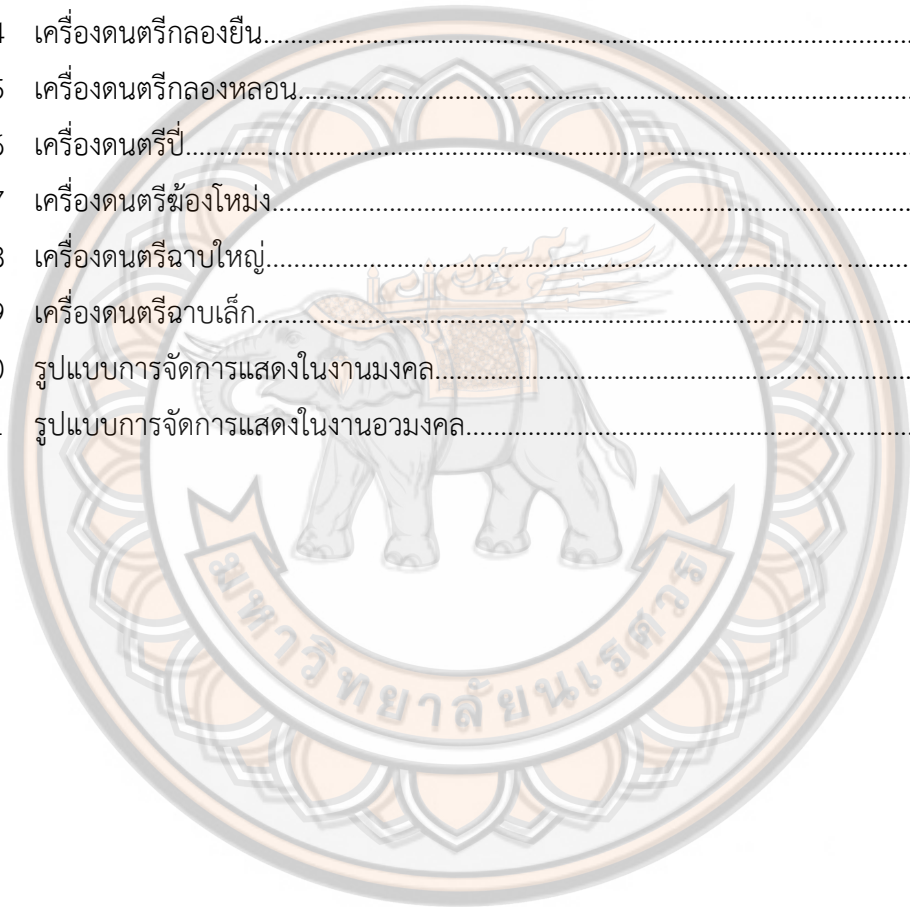 4 เครื่องดนตรีกลองยืน
5 เครื่องดนตรีกลองหลอน
6 เครื่องดนตรีปี่
7 เครื่องดนตรีฆ้องโหม่ง
8 เครื่องดนตรีฉาบใหญ่
9 เครื่องดนตรีฉาบเล็ก
0 รูปแบบการจัดการแสดงในงานมงคล
รูปแบบการจัดการแสดงในงานอวมงคล
มหาวิทยาลัยนเรศวร